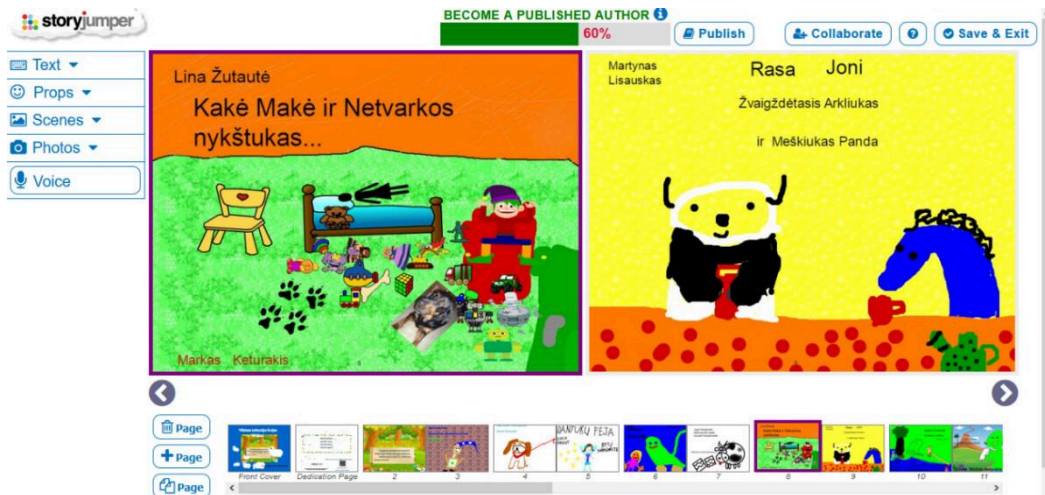 storyjumper
BECOME A PUBLISHED AUTHOR
60%
Publish
Collaborate
?
Save & Exit
Text
Props
Scenes
Photos
Voice
Lina Žutautė
Kakė Makė ir Netvarkos
nykštukas...
Markas Keturakis
Martynas
Lisauskas
Rasa Joni
Žvaigždėtasis Arkliukas
ir Meškiukas Panda
Page
Page
Page
DANTUKŲ FĖJA
Front Cover
Dedication Page
2
3
4
5
6
7
8
9
10
11